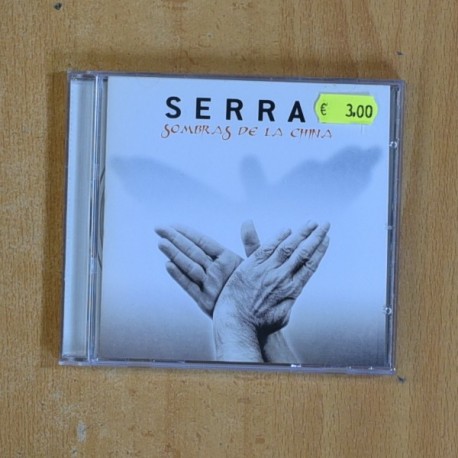 SERRA
€ 3.00
SOMBRAS DE LA CHINA